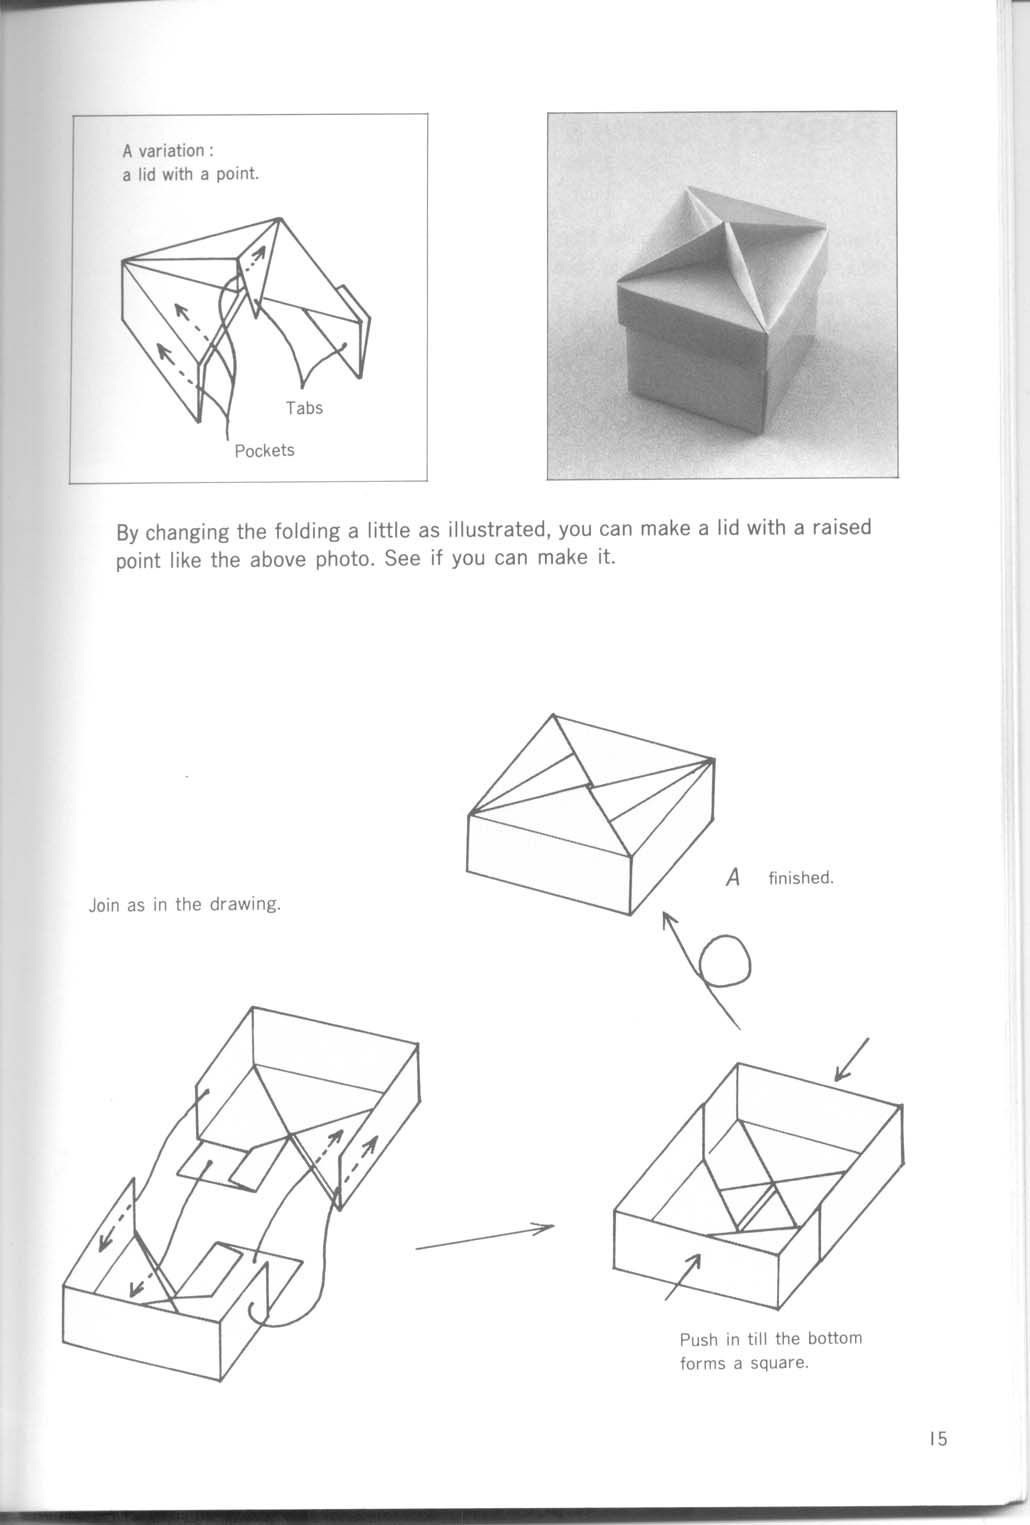 A variation :
a lid with a point.
Tabs
Pockets
By changing the folding a little as illustrated, you can make a lid with a raised
point like the above photo. See if you can make it.
A finished.
Join as in the drawing.
Push in till the bottom
forms a square.
15